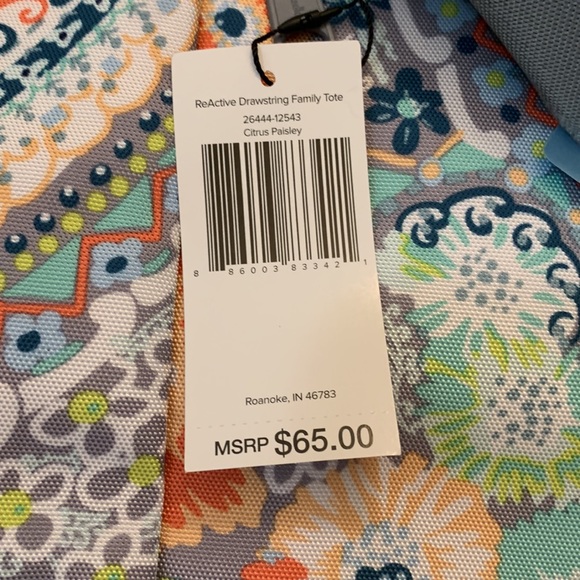 ReActive Drawstring Family Tote
26444-12543
Citrus Paisley
8 86003 83342 1
Roanoke, IN 46783
MSRP $65.00